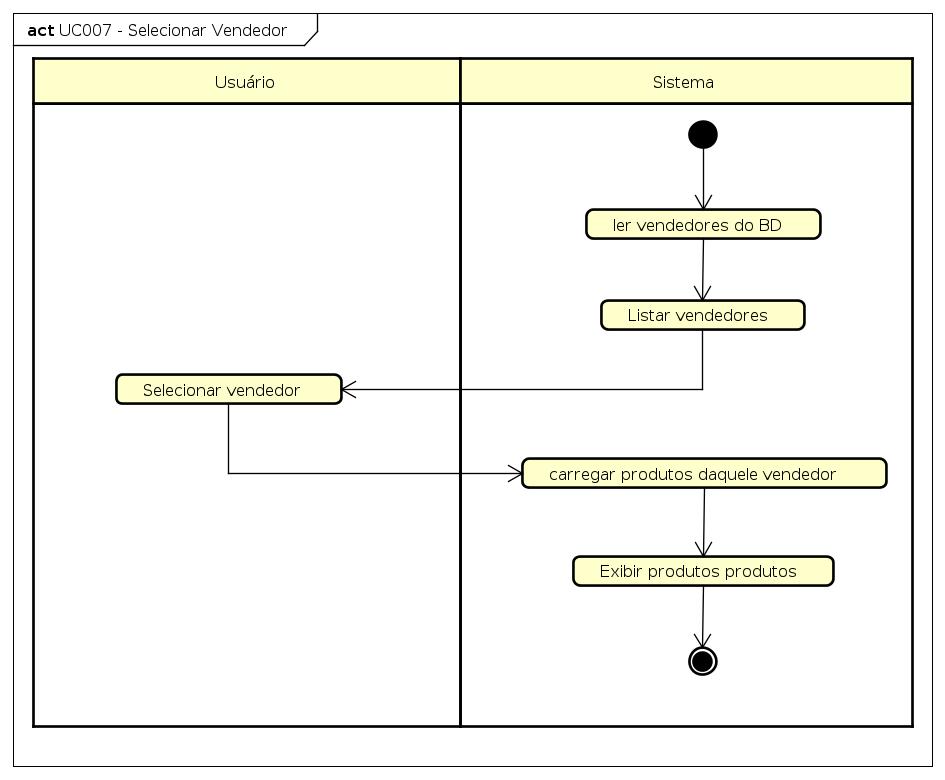 act UC007 - Selecionar Vendedor
Usuário
Sistema
ler vendedores do BD
Listar vendedores
Selecionar vendedor
carregar produtos daquele vendedor
Exibir produtos produtos